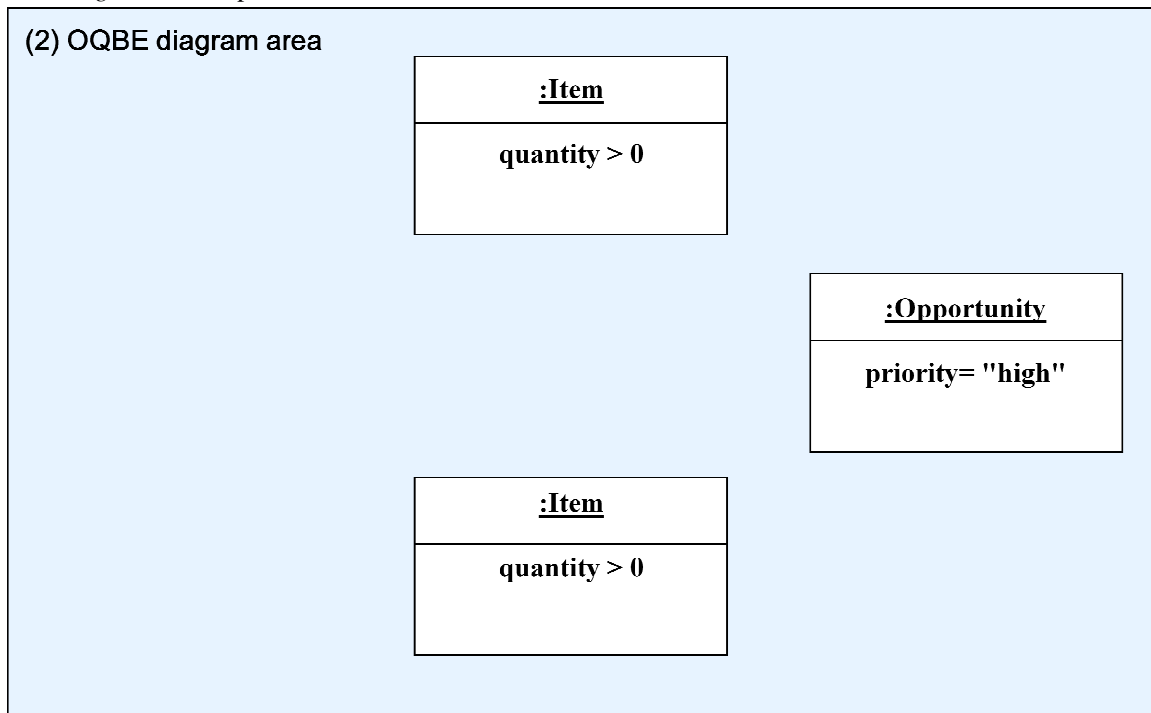 (2) OQBE diagram area
:Item
quantity > 0
:Opportunity
priority= "high"
:Item
quantity > 0